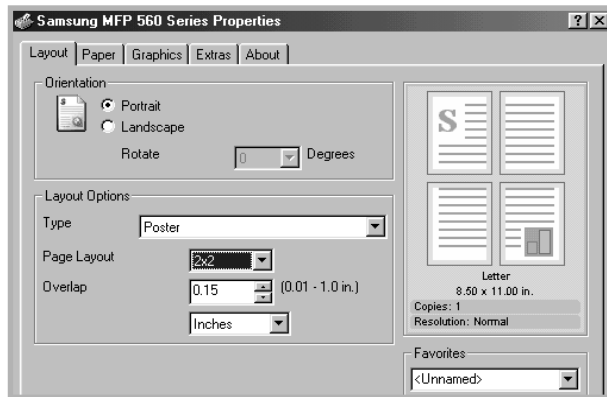 Samsung MFP 560 Series Properties
Layout Paper Graphics Extras About
Orientation
Portrait
Landscape
Rotate 0 Degrees
Layout Options
Type Poster
Page Layout 2x2
Overlap 0.15 (0.01 - 1.0 in.)
Inches
S
Letter
8.50 x 11.00 in.
Copies: 1
Resolution: Normal
Favorites
<Unnamed>